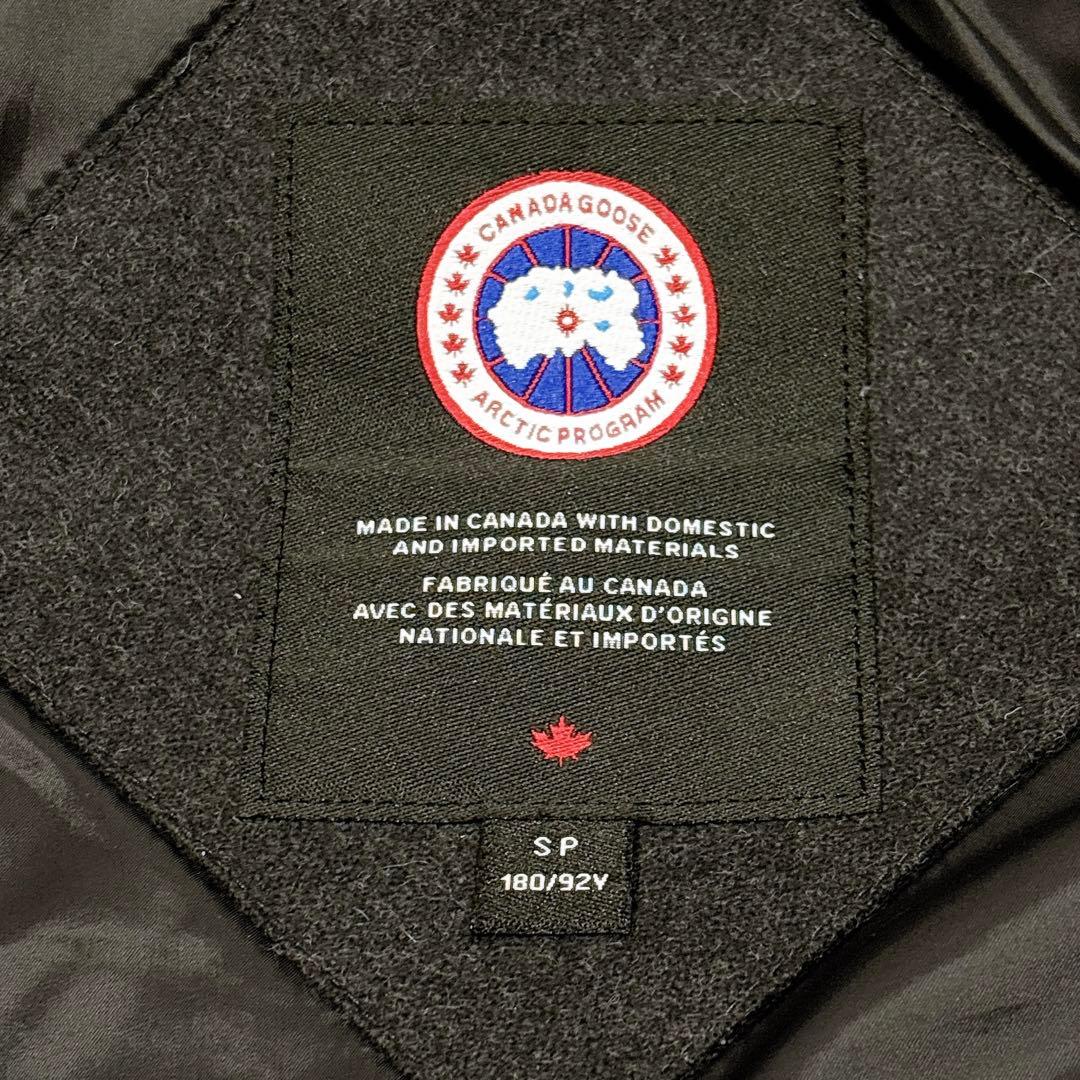 CANADA GOOSE
ARCTIC PROGRAM
MADE IN CANADA WITH DOMESTIC
AND IMPORTED MATERIALS
FABRIQUÉ AU CANADA
AVEC DES MATÉRIAUX D'ORIGINE
NATIONALE ET IMPORTÉS
S P
180/92Y